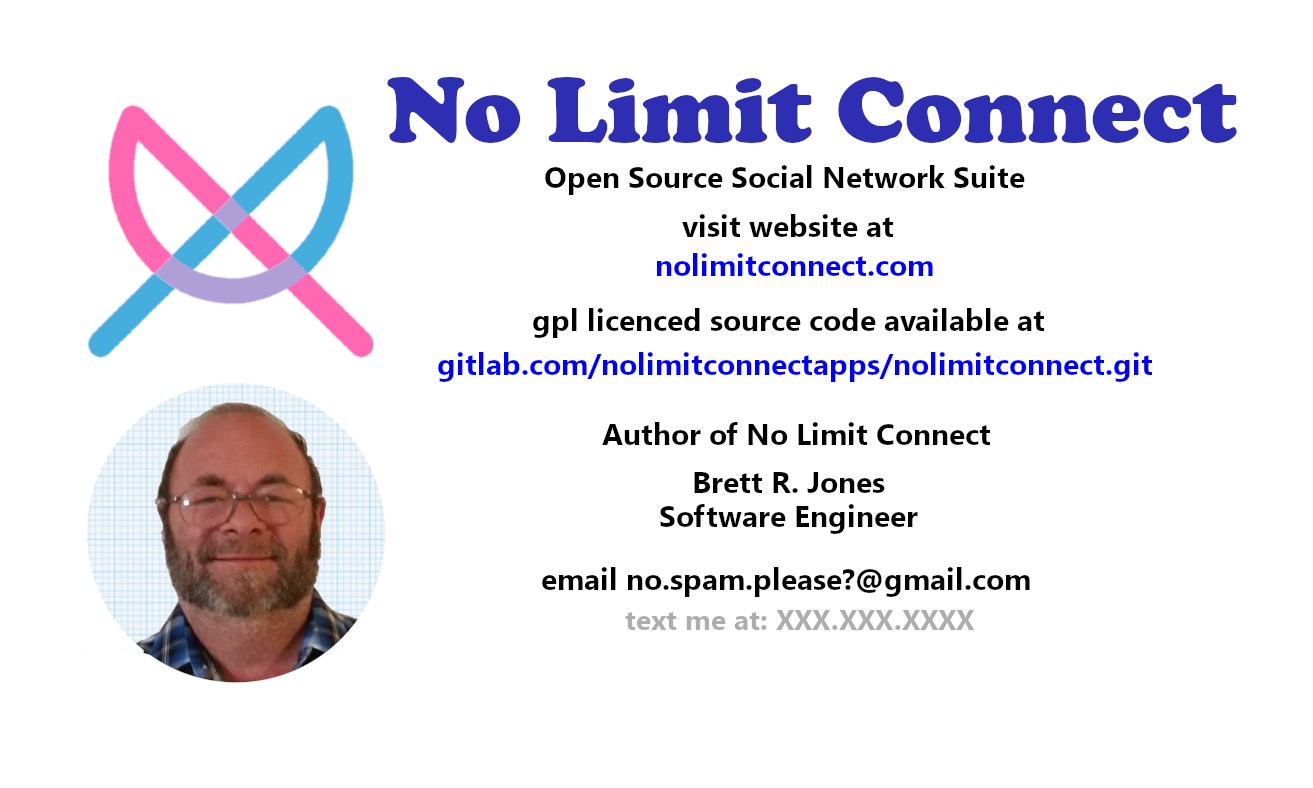 No Limit Connect
Open Source Social Network Suite
visit website at
nolimitconnect.com
gpl licenced source code available at
gitlab.com/nolimitconnectapps/nolimitconnect.git
Author of No Limit Connect
Brett R. Jones
Software Engineer
email no.spam.please?@gmail.com
text me at: XXX.XXX.XXXX